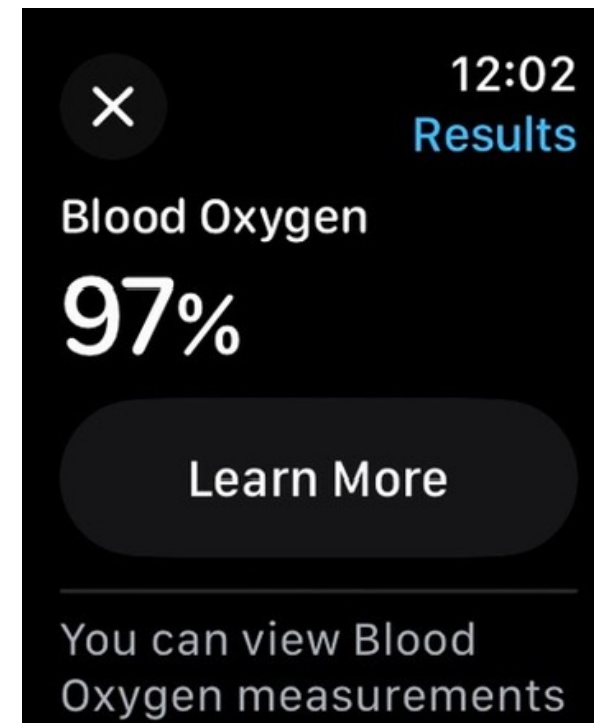 12:02
Results
Blood Oxygen
97%
Learn More
You can view Blood
Oxygen measurements